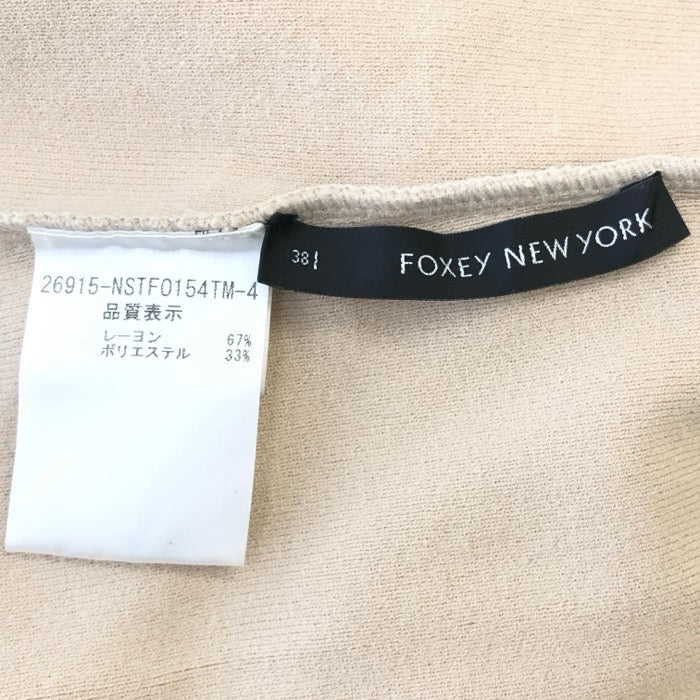 26915-NSTF0154TM-4
品質表示
レーヨン 67%
ポリエステル 33%
38
FOXEY NEW YORK